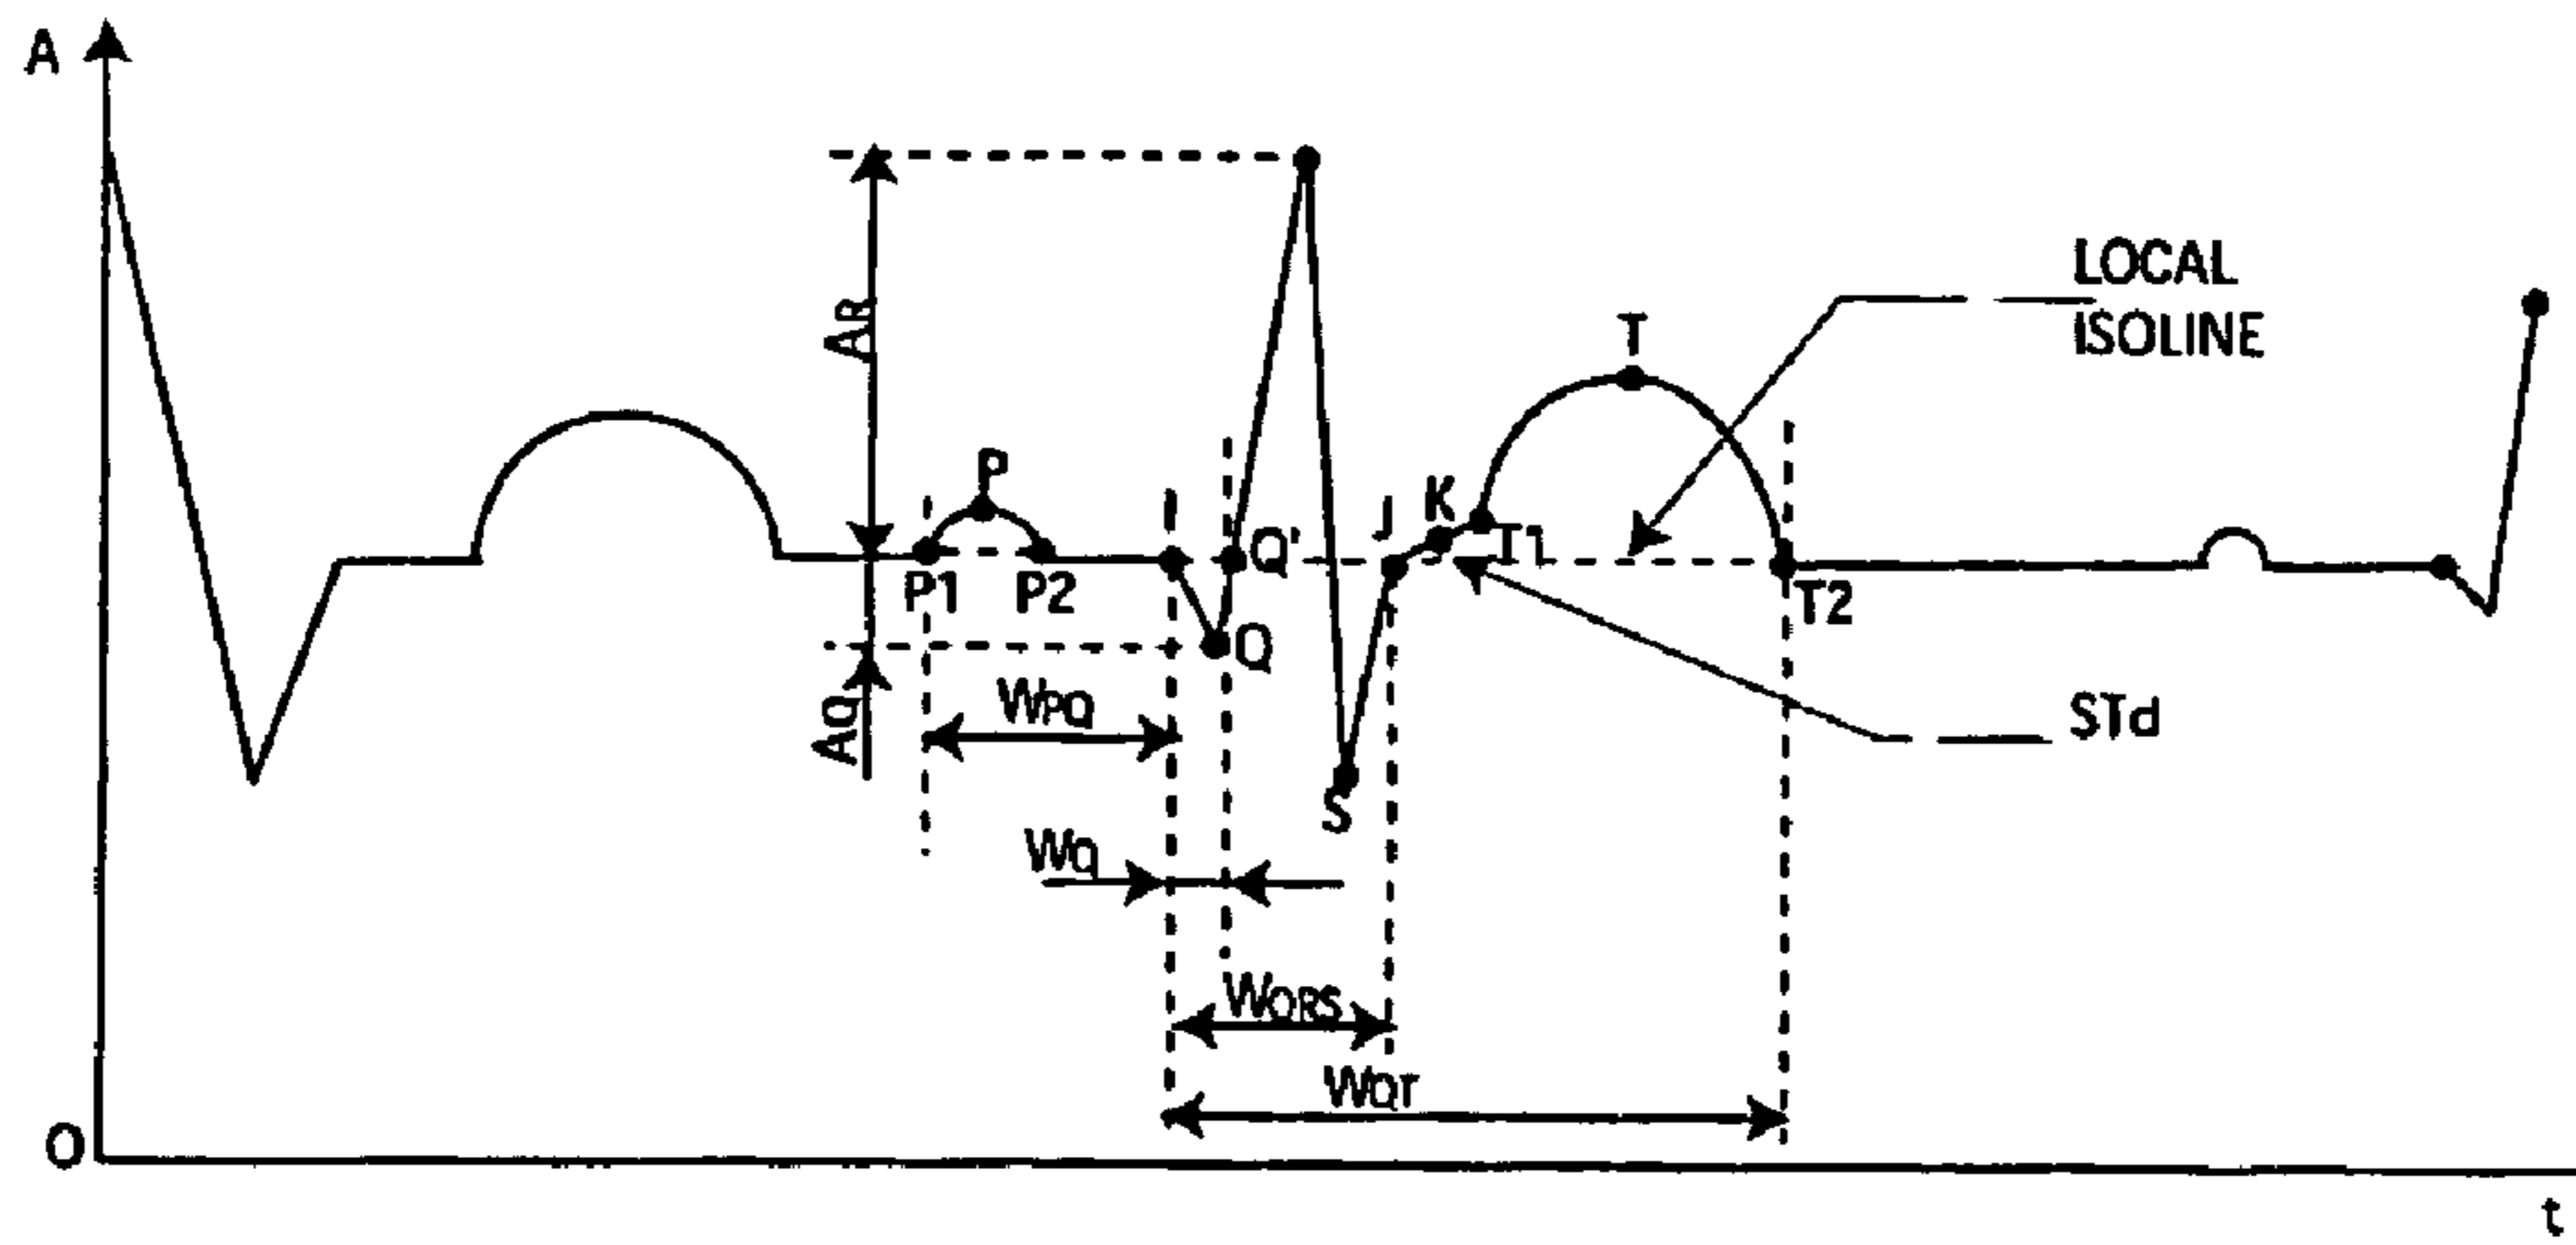 A
AR
LOCAL
ISOLINE
T
P
I
K
J
Q'
T1
P1
P2
T2
Q
WPQ
AQ
STd
S
WQ
WQRS
WQT
O
t